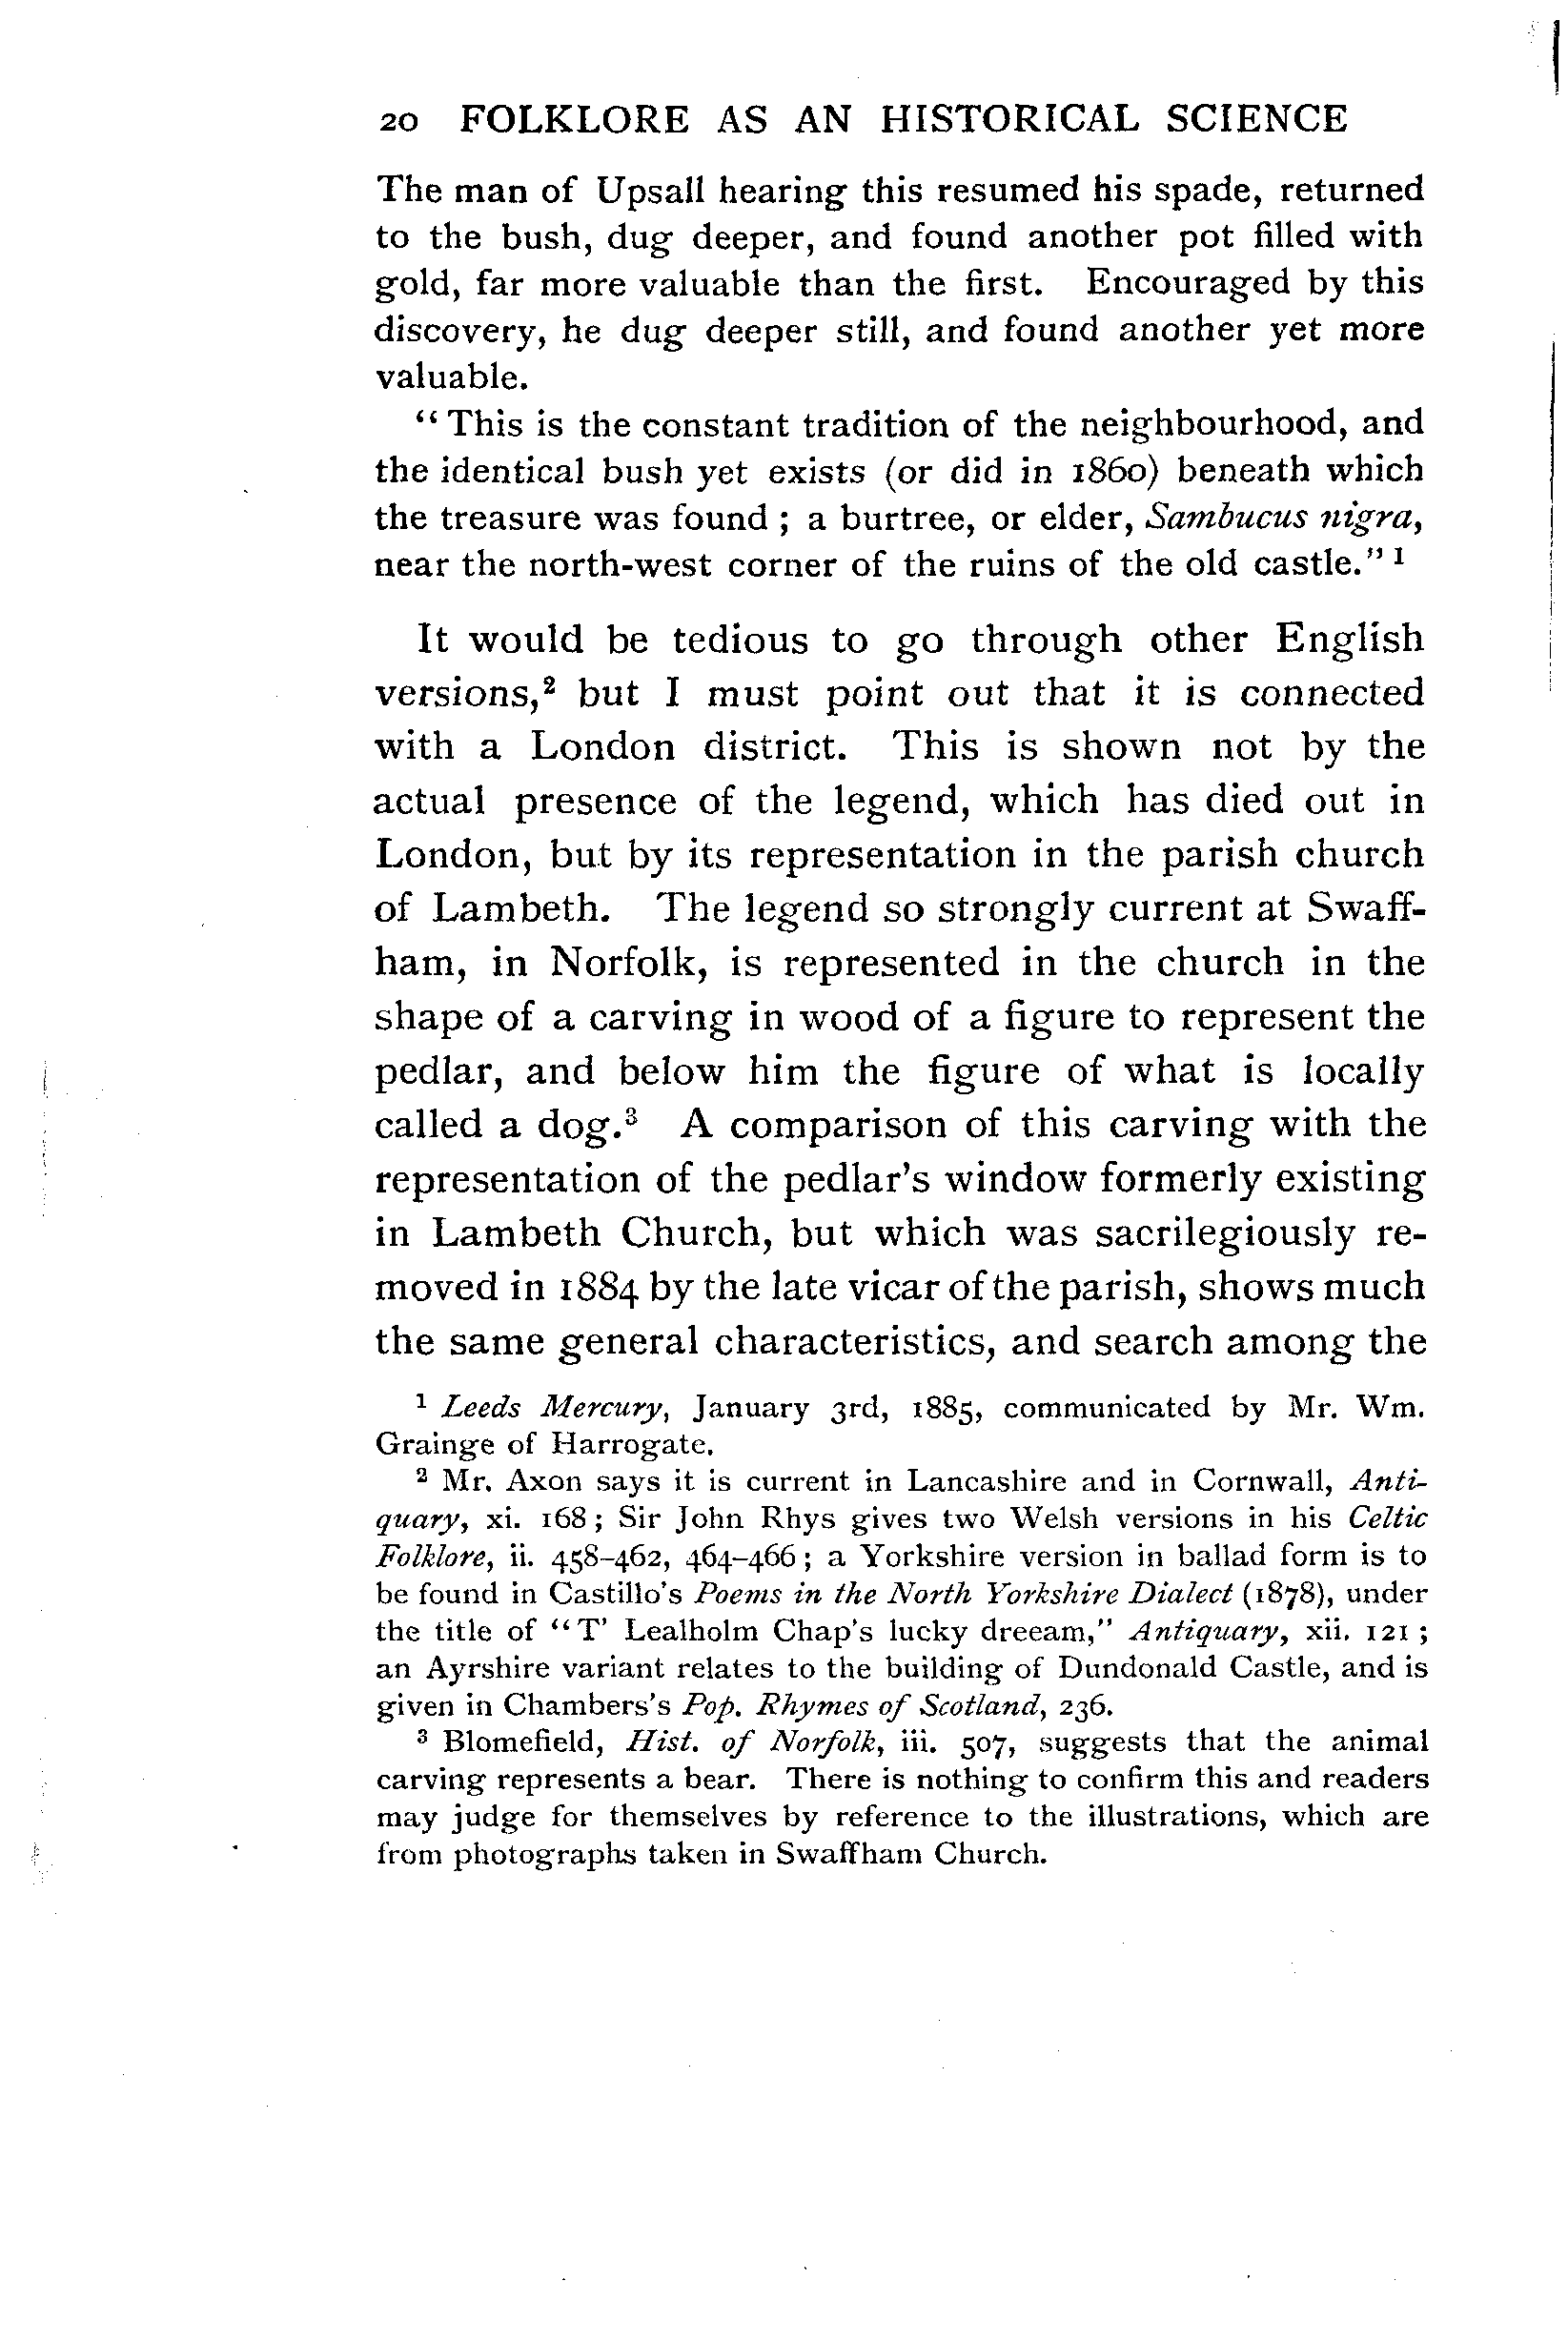 20 FOLKLORE AS AN HISTORICAL SCIENCE
The man of Upsall hearing this resumed his spade, returned
to the bush, dug deeper, and found another pot filled with
gold, far more valuable than the first. Encouraged by this
discovery, he dug deeper still, and found another yet more
valuable.
“This is the constant tradition of the neighbourhood, and
the identical bush yet exists (or did in 1860) beneath which
the treasure was found ; a burtree, or elder, Sambucus nigra,
near the north-west corner of the ruins of the old castle.” ¹
It would be tedious to go through other English
versions,² but I must point out that it is connected
with a London district. This is shown not by the
actual presence of the legend, which has died out in
London, but by its representation in the parish church
of Lambeth. The legend so strongly current at Swaff-
ham, in Norfolk, is represented in the church in the
shape of a carving in wood of a figure to represent the
pedlar, and below him the figure of what is locally
called a dog.³ A comparison of this carving with the
representation of the pedlar's window formerly existing
in Lambeth Church, but which was sacrilegiously re-
moved in 1884 by the late vicar of the parish, shows much
the same general characteristics, and search among the
¹ Leeds Mercury, January 3rd, 1885, communicated by Mr. Wm.
Grainge of Harrogate.
² Mr. Axon says it is current in Lancashire and in Cornwall, Anti-
quary, xi. 168; Sir John Rhys gives two Welsh versions in his Celtic
Folklore, ii. 458–462, 464–466; a Yorkshire version in ballad form is to
be found in Castillo's Poems in the North Yorkshire Dialect (1878), under
the title of “T' Lealholm Chap's lucky dreeam,” Antiquary, xii. 121 ;
an Ayrshire variant relates to the building of Dundonald Castle, and is
given in Chambers's Pop. Rhymes of Scotland, 236.
³ Blomefield, Hist. of Norfolk, iii. 507, suggests that the animal
carving represents a bear. There is nothing to confirm this and readers
may judge for themselves by reference to the illustrations, which are
from photographs taken in Swaffham Church.